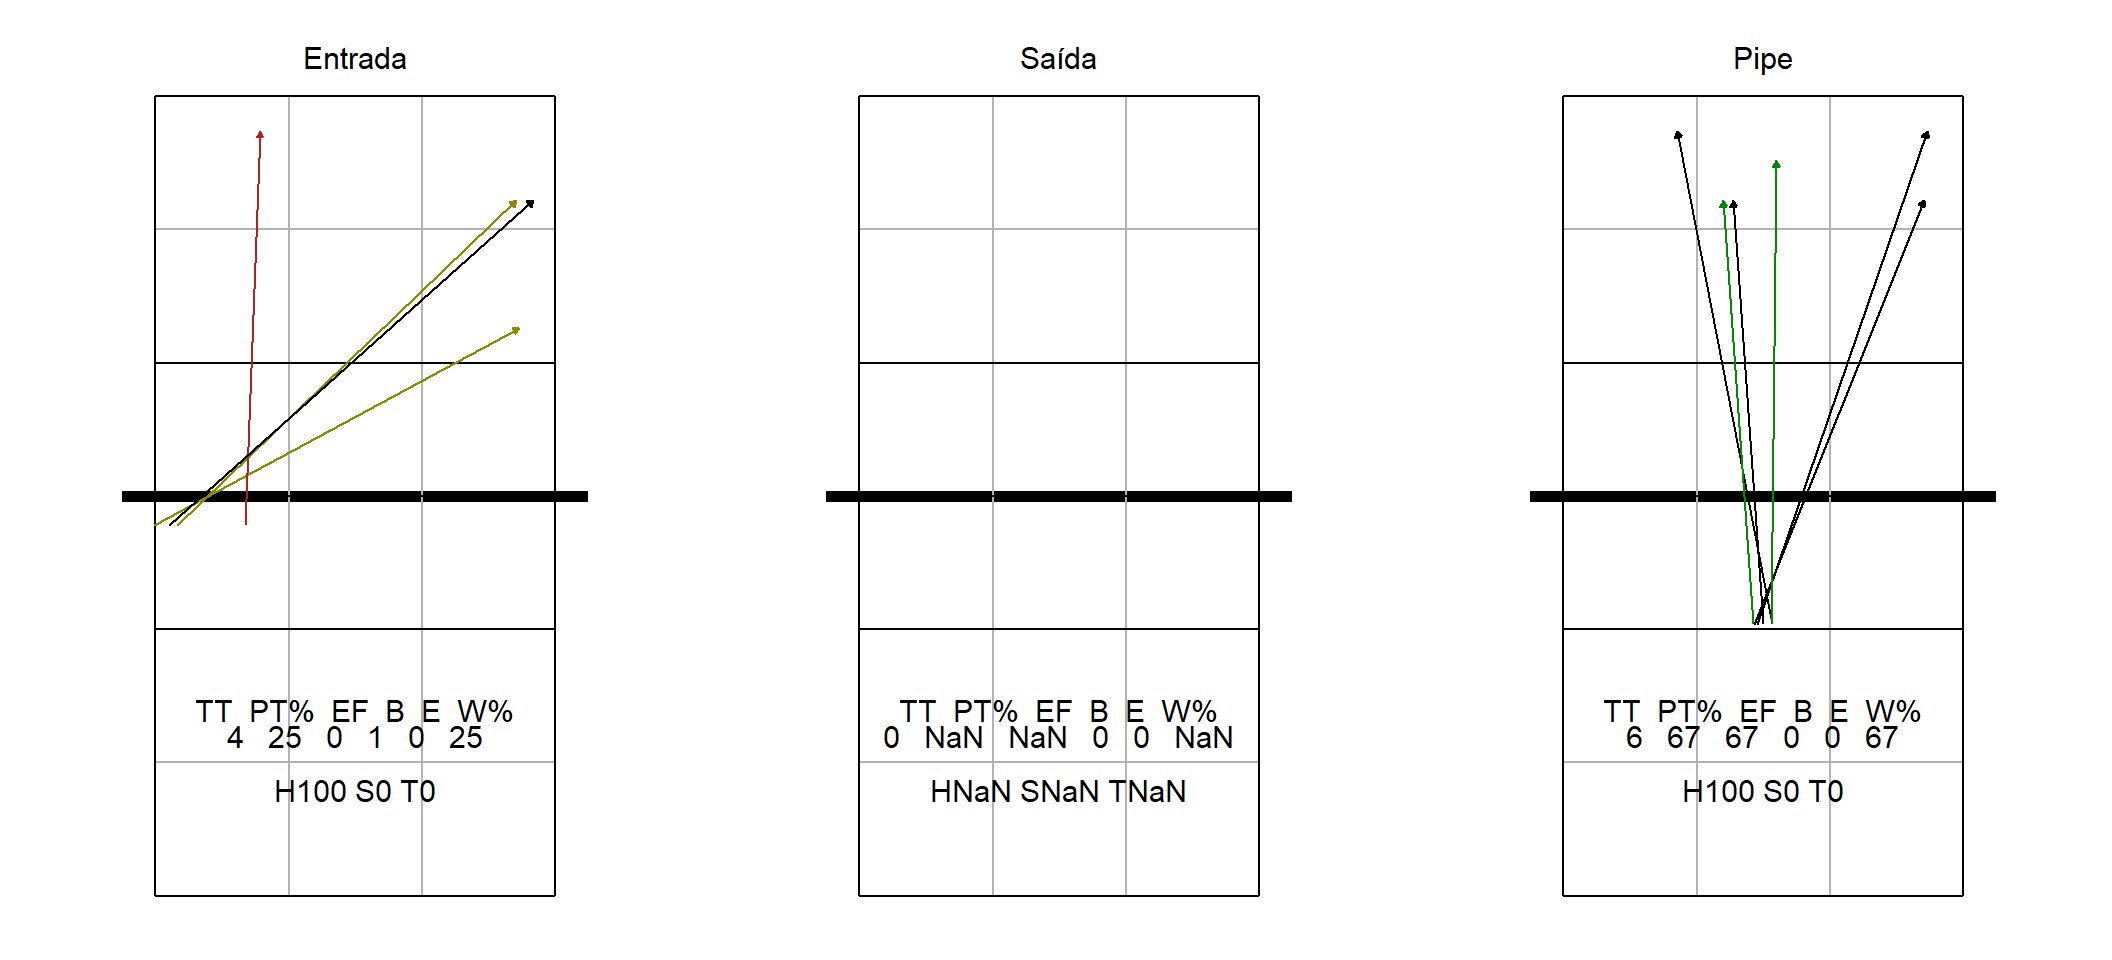 Entrada
TT PT% EF B E W%
4 25 0 1 0 25
H100 S0 T0
Saída
TT PT% EF B E W%
0 NaN NaN 0 0 NaN
HNaN SNaN TNaN
Pipe
TT PT% EF B E W%
6 67 67 0 0 67
H100 S0 T0